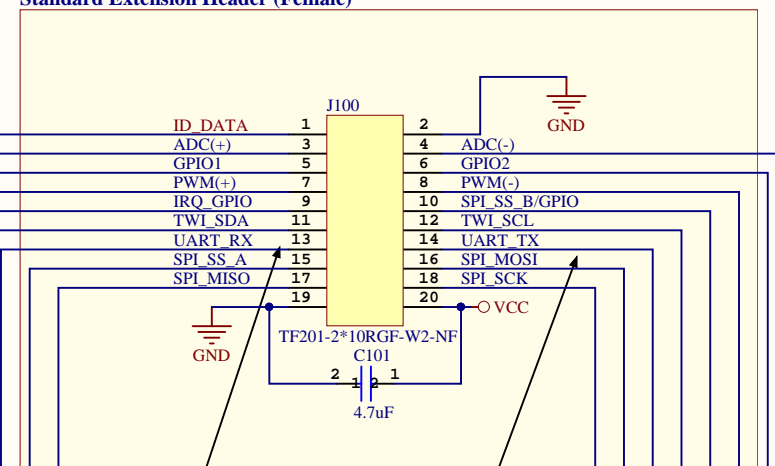 Standard Extension Header (Female)
J100
GND
ID_DATA 1 2
ADC(+) 3 4 ADC(-)
GPIO1 5 6 GPIO2
PWM(+) 7 8 PWM(-)
IRQ_GPIO 9 10 SPI_SS_B/GPIO
TWI_SDA 11 12 TWI_SCL
UART_RX 13 14 UART_TX
SPI_SS_A 15 16 SPI_MOSI
SPI_MISO 17 18 SPI_SCK
19 20 VCC
GND
TF201-2*10RGF-W2-NF
C101
2 1 2 1
4.7uF